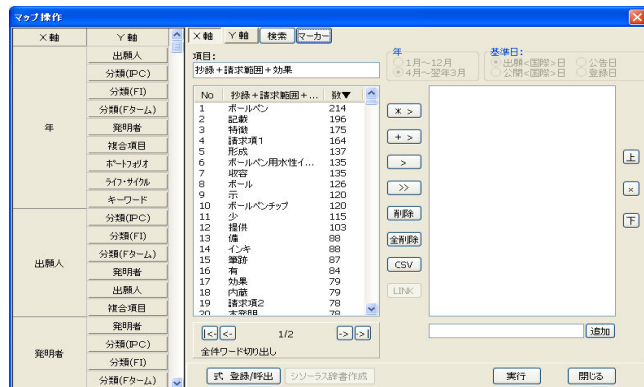 マップ操作
X 軸 Y 軸
年
出願人
分類(IPC)
分類(FI)
分類(Fターム)
発明者
複合項目
ポートフォリオ
ライフ・サイクル
キーワード
出願人
分類(IPC)
分類(FI)
分類(Fターム)
発明者
出願人
複合項目
発明者
発明者
分類(IPC)
分類(FI)
分類(Fターム)
X 軸 Y 軸 検索 マーカー
項目:
抄録+請求範囲+効果
年
1月～12月
4月～翌年3月
基準日:
出願<国際>日 公告日
公開<国際>日 登録日
No 抄録+請求範囲+... 数▼
1 ボールペン 214
2 記載 196
3 特徴 175
4 請求項1 164
5 形成 137
6 ボールペン用水性イ... 135
7 収容 135
8 ボール 126
9 示 120
10 ボールペンチップ 120
11 少 115
12 提供 103
13 備 88
14 インキ 88
15 筆跡 87
16 有 84
17 効果 79
18 内蔵 79
19 請求項2 78
20 本発明 78
* >
+ >
>
>>
削除
全削除
CSV
LINK
上
×
下
|<- <- 1/2 -> ->|
全件ワード切り出し
追加
式 登録/呼出 シソーラス辞書作成 実行 閉じる